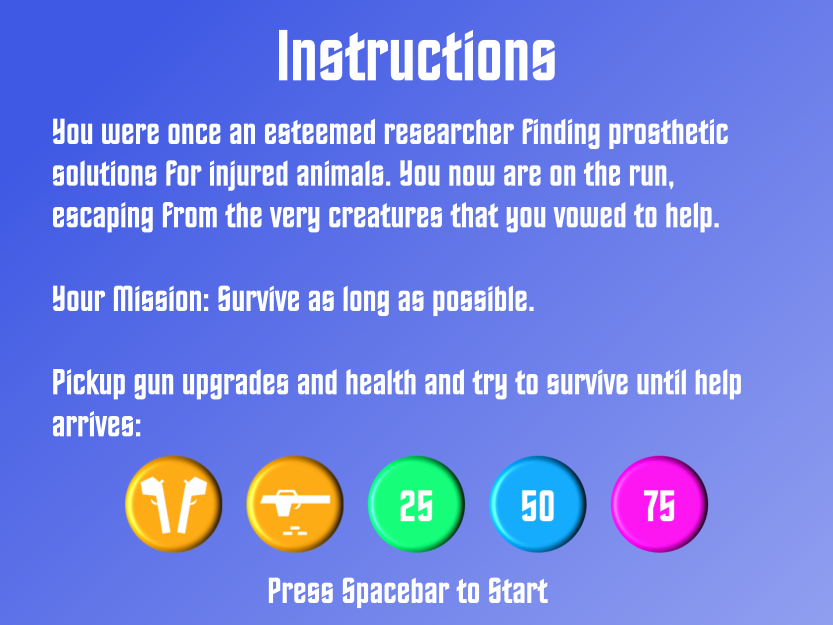 Instructions
You were once an esteemed researcher finding prosthetic
solutions for injured animals. You now are on the run,
escaping from the very creatures that you vowed to help.
Your Mission: Survive as long as possible.
Pickup gun upgrades and health and try to survive until help
arrives:
25 50 75
Press Spacebar to Start